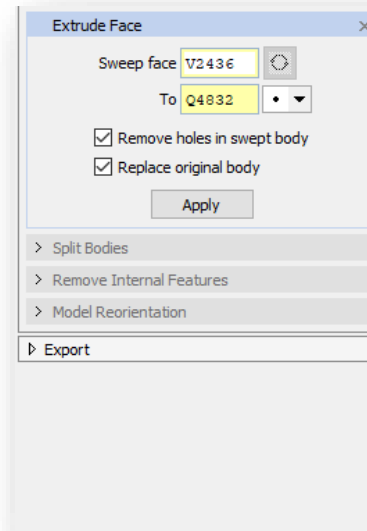 Extrude Face
Sweep face V2436
To Q4832
Remove holes in swept body
Replace original body
Apply
Split Bodies
Remove Internal Features
Model Reorientation
Export